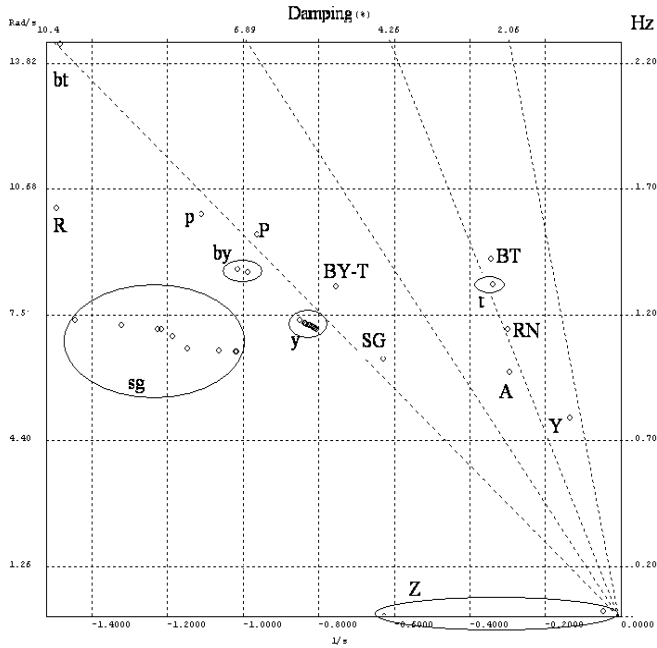 Damping (%)
Rad/s
Hz
10.4 6.89 4.26 2.06
13.82 2.20
bt
10.68 1.70
R p P
by BY-T BT
t
7.5 1.20
y SG RN
sg A
Y
4.40 0.70
1.26 0.20
Z
-1.4000 -1.2000 -1.0000 -0.8000 -0.6000 -0.4000 -0.2000 0.0000
1/s